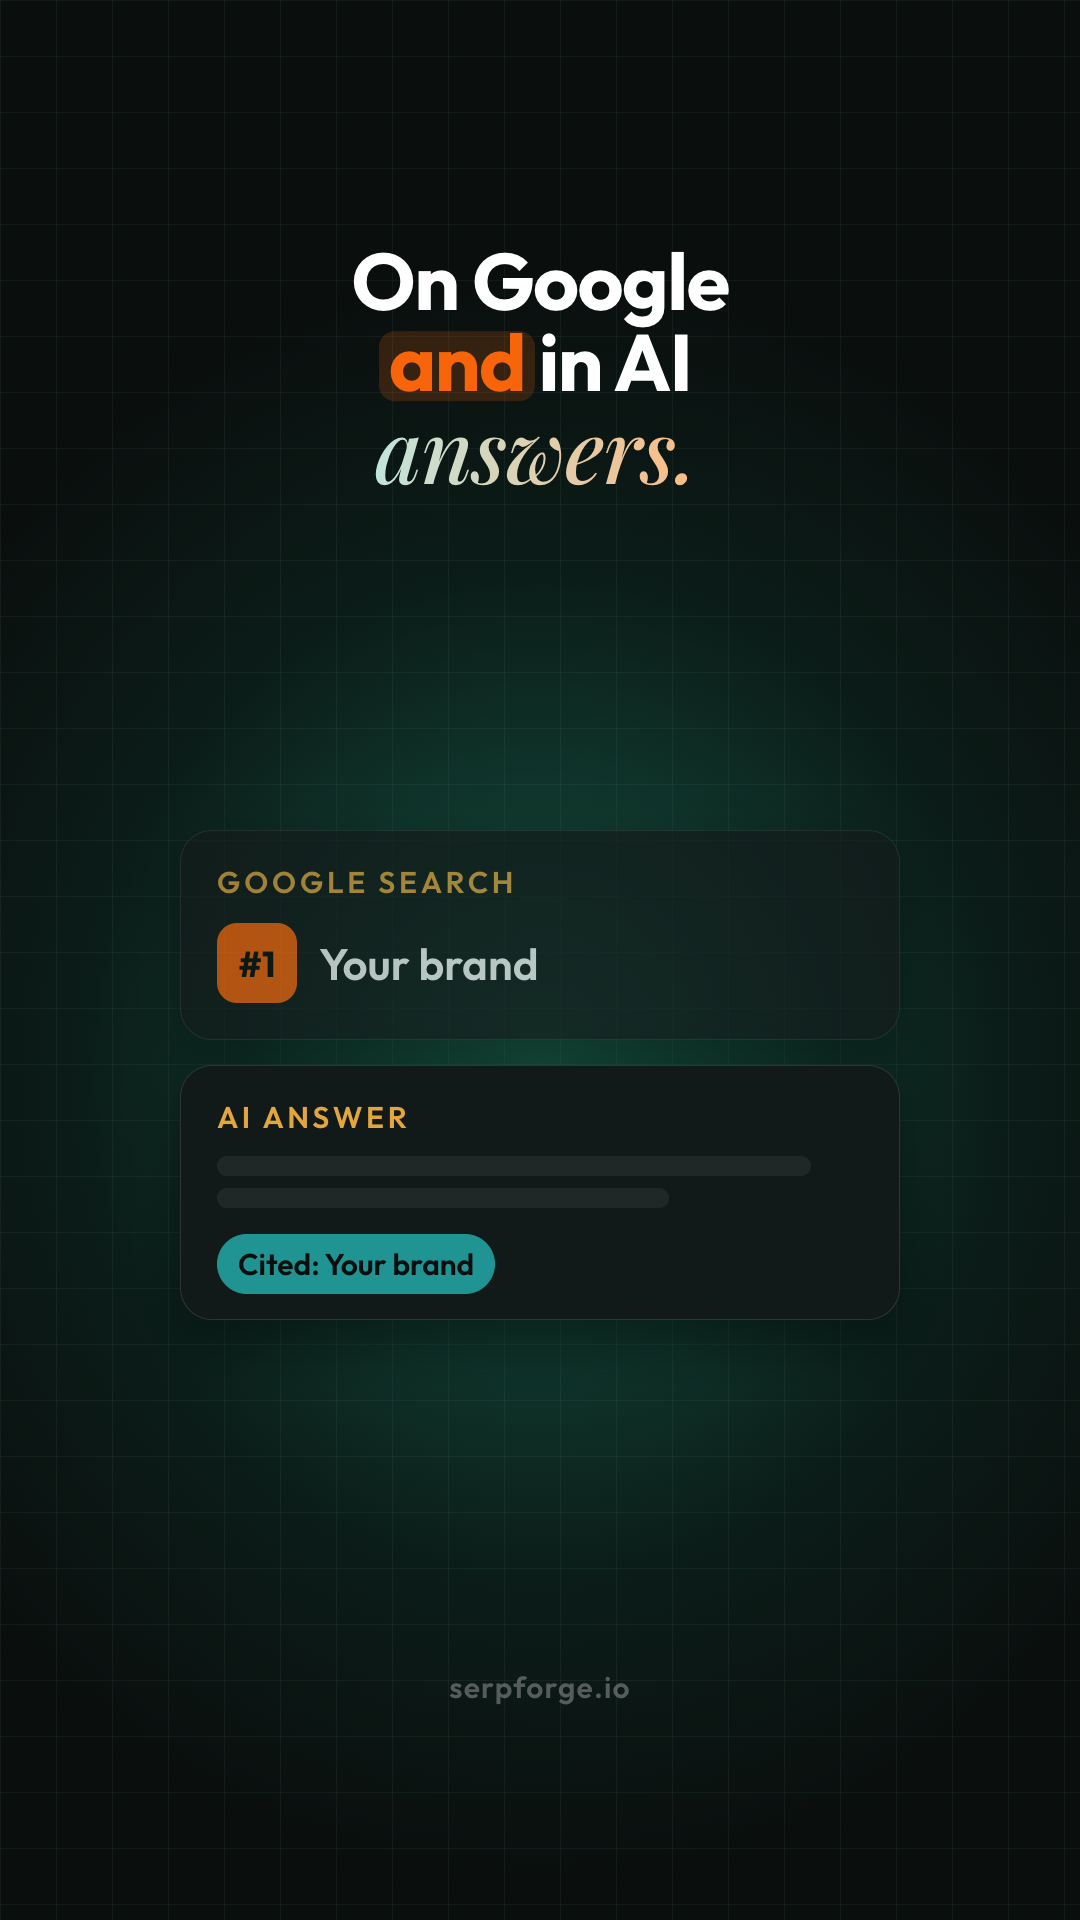 On Google
and in AI
answers.
GOOGLE SEARCH
#1 Your brand
AI ANSWER
Cited: Your brand
serpforge.io